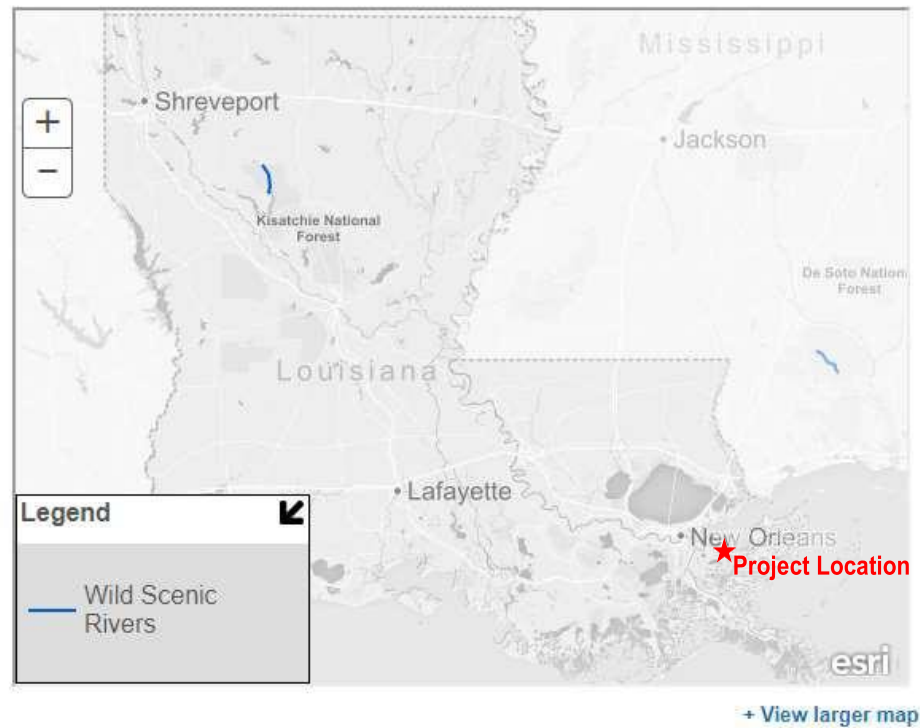 Mississippi
+
Shreveport
Jackson
−
Kisatchie National
Forest
De Soto Nation
Forest
Louisiana
Lafayette
Legend
New Orleans
Project Location
Wild Scenic
Rivers
esri
+ View larger map